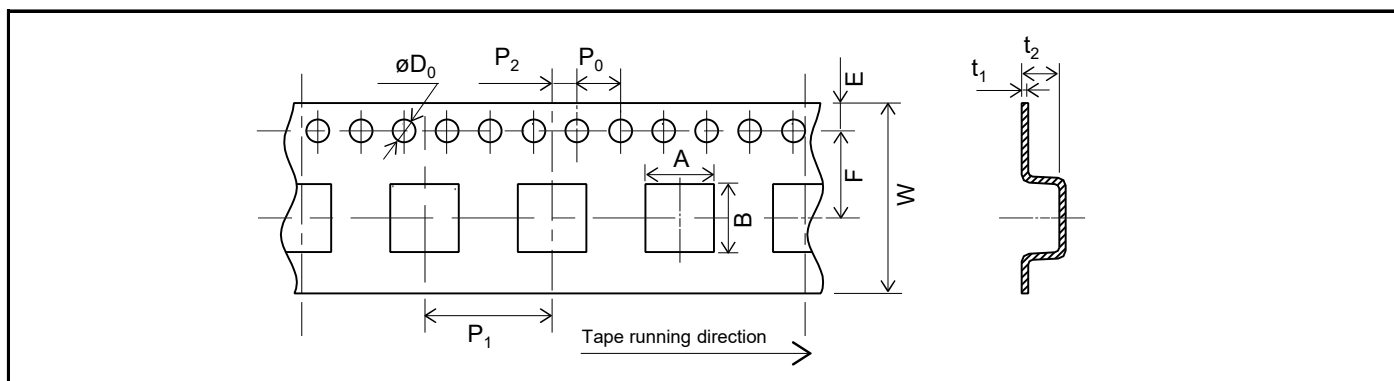 t₂
P₂ P₀
øD₀ t₁ E
A
F
W
B
P₁
Tape running direction